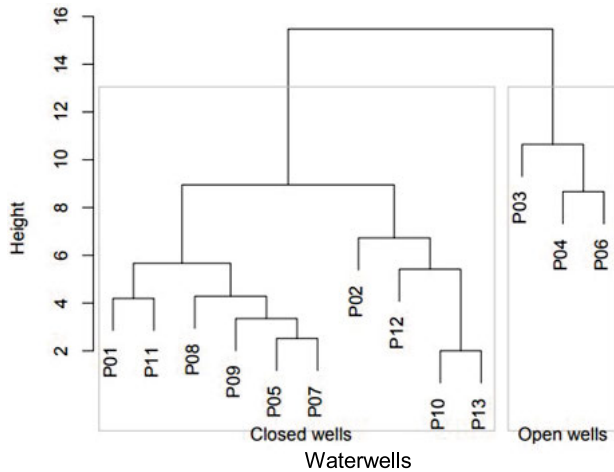 16
14
12
10
8
6
4
2
Height
P01
P11
P08
P09
P05
P07
P02
P12
P10
P13
P03
P04
P06
Closed wells
Open wells
Waterwells